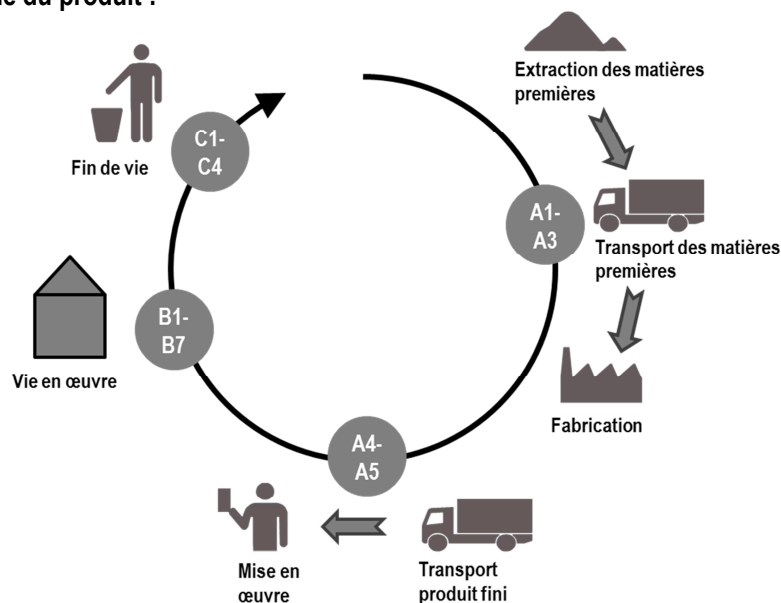 du produit :
Extraction des matières
premières
A1-
A3
Transport des matières
premières
Fabrication
A4-
A5
Transport
produit fini
Mise en
œuvre
B1-
B7
Vie en œuvre
C1-
C4
Fin de vie